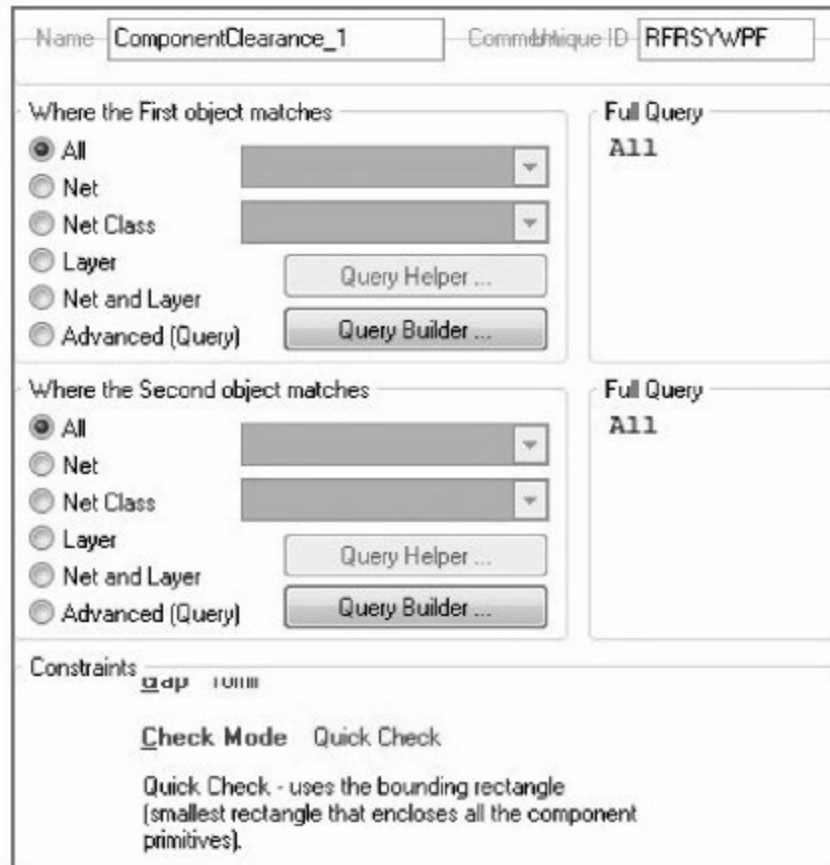 Name ComponentClearance_1 Unique ID RFRSYWPF
Where the First object matches
All
Net
Net Class
Layer
Net and Layer
Advanced (Query)
Query Helper ...
Query Builder ...
Full Query
All
Where the Second object matches
All
Net
Net Class
Layer
Net and Layer
Advanced (Query)
Query Helper ...
Query Builder ...
Full Query
All
Constraints
Gap
Check Mode Quick Check
Quick Check - uses the bounding rectangle
(smallest rectangle that encloses all the component
primitives).